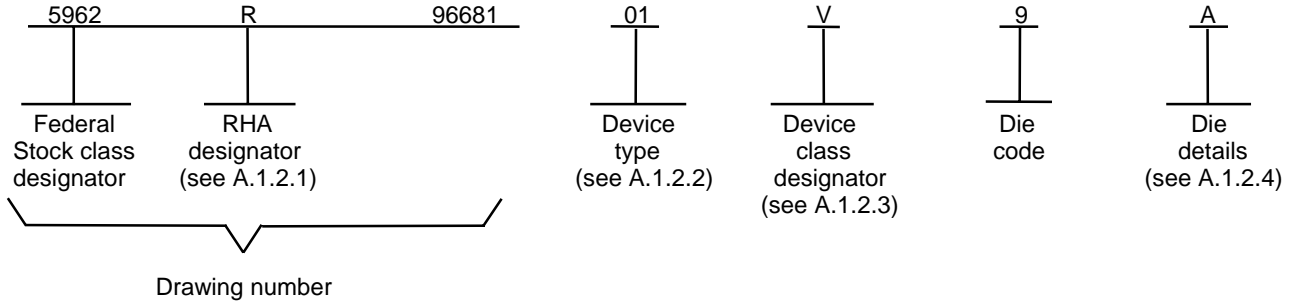 5962 R 96681 01 V 9 A
Federal Stock class designator
RHA designator (see A.1.2.1)
Device type (see A.1.2.2)
Device class designator (see A.1.2.3)
Die code
Die details (see A.1.2.4)
Drawing number